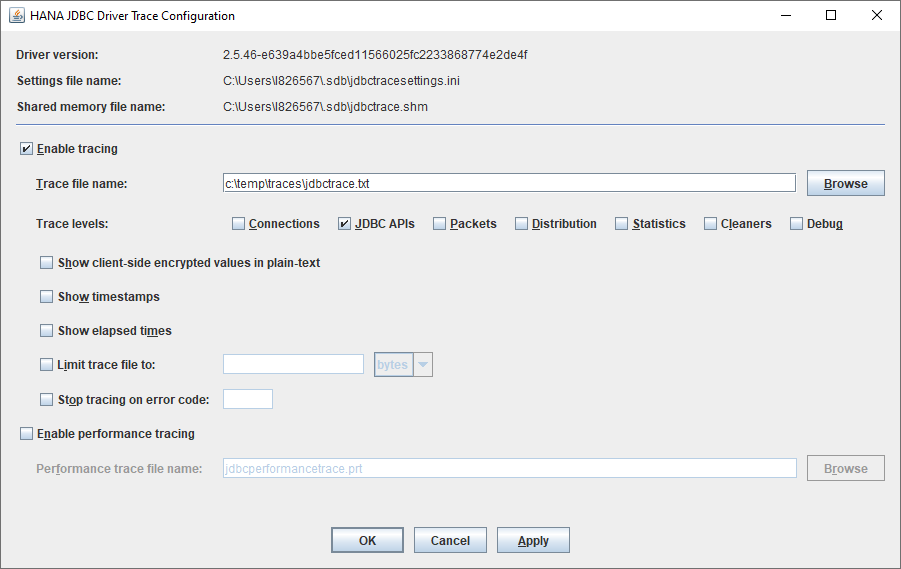 HANA JDBC Driver Trace Configuration
Driver version: 2.5.46-e639a4bbe5fced11566025fc2233868774e2de4f
Settings file name: C:\Users\I826567\.sdb\jdbctracesettings.ini
Shared memory file name: C:\Users\I826567\.sdb\jdbctrace.shm
Enable tracing
Trace file name: c:\temp\traces\jdbctrace.txt Browse
Trace levels: Connections JDBC APIs Packets Distribution Statistics Cleaners Debug
Show client-side encrypted values in plain-text
Show timestamps
Show elapsed times
Limit trace file to: bytes
Stop tracing on error code:
Enable performance tracing
Performance trace file name: jdbcperformancetrace.prt Browse
OK Cancel Apply